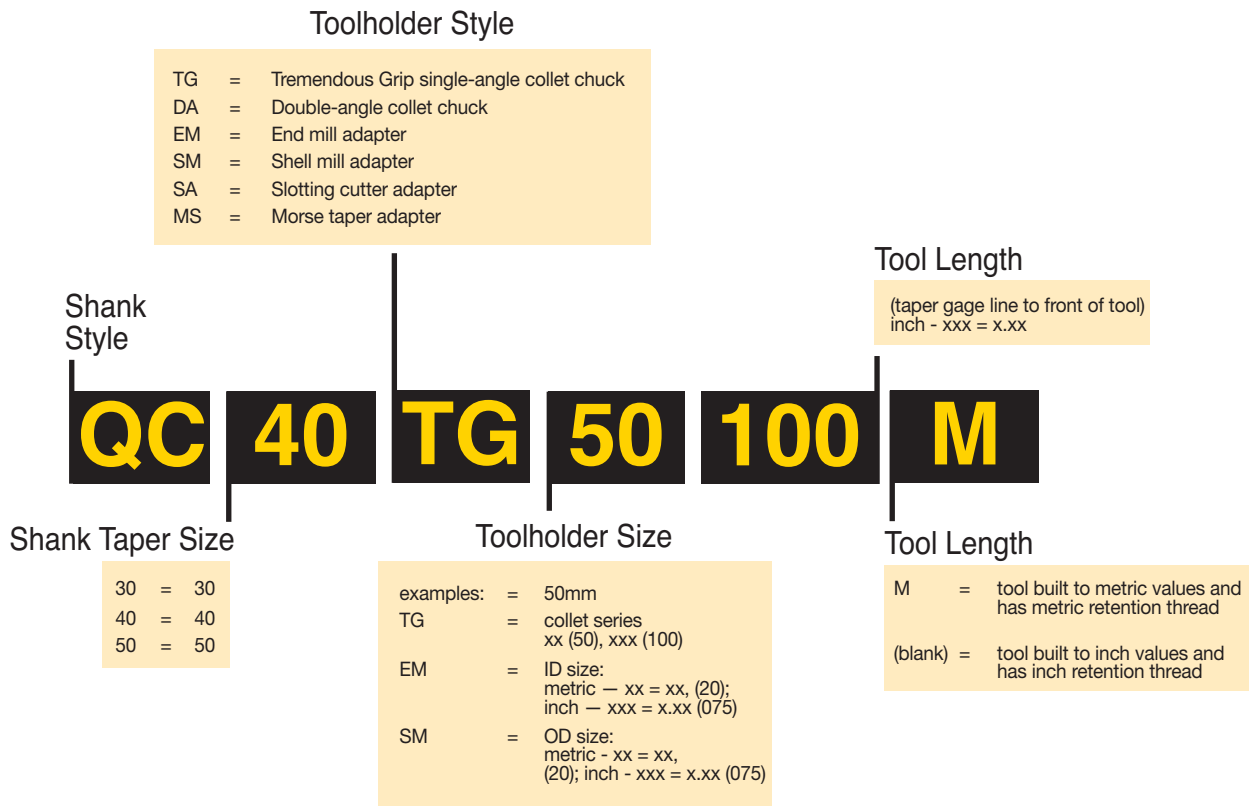 Toolholder Style
TG = Tremendous Grip single-angle collet chuck
DA = Double-angle collet chuck
EM = End mill adapter
SM = Shell mill adapter
SA = Slotting cutter adapter
MS = Morse taper adapter
Tool Length
(taper gage line to front of tool)
inch - xxx = x.xx
Shank
Style
QC 40 TG 50 100 M
Shank Taper Size
30 = 30
40 = 40
50 = 50
Toolholder Size
examples: = 50mm
TG = collet series
xx (50), xxx (100)
EM = ID size:
metric — xx = xx, (20);
inch — xxx = x.xx (075)
SM = OD size:
metric - xx = xx,
(20); inch - xxx = x.xx (075)
Tool Length
M = tool built to metric values and
has metric retention thread
(blank) = tool built to inch values and
has inch retention thread